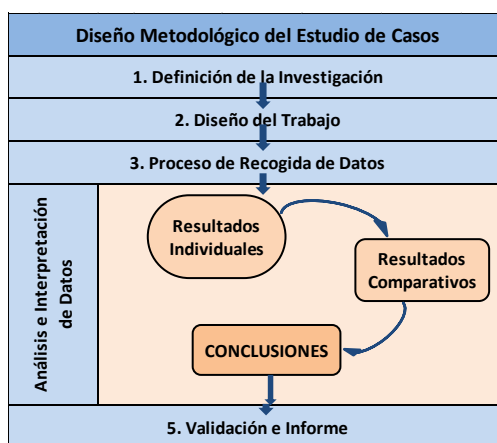 Diseño Metodológico del Estudio de Casos
1. Definición de la Investigación
2. Diseño del Trabajo
3. Proceso de Recogida de Datos
Análisis e Interpretación
de Datos
Resultados
Individuales
Resultados
Comparativos
CONCLUSIONES
5. Validación e Informe